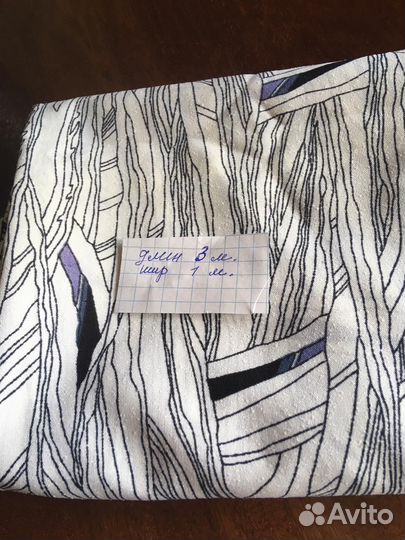 длин 3 м.
шир 1 м.
Avito